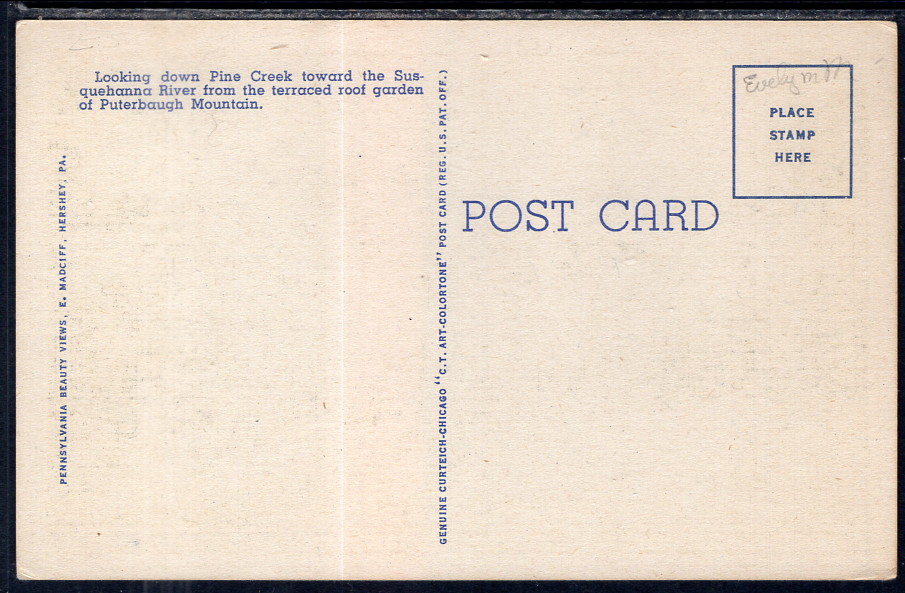 Looking down Pine Creek toward the Sus-
quehanna River from the terraced roof garden
of Puterbaugh Mountain.
PENNSYLVANIA BEAUTY VIEWS, E. MADCIFF, HERSHEY, PA.
GENUINE CURTEICH-CHICAGO "C.T. ART-COLORTONE" POST CARD (REG. U.S. PAT. OFF.)
POST CARD
Evelyn
PLACE
STAMP
HERE